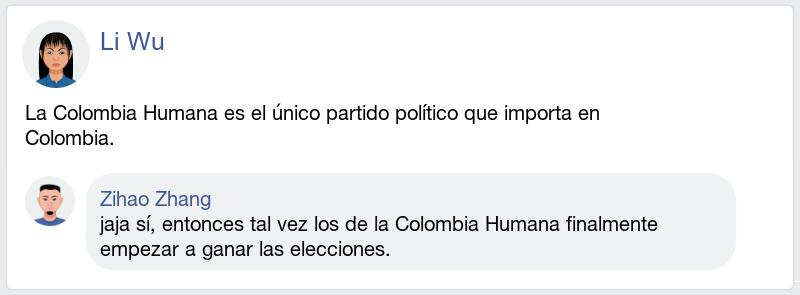 Li Wu
La Colombia Humana es el único partido político que importa en
Colombia.
Zihao Zhang
jaja sí, entonces tal vez los de la Colombia Humana finalmente
empezar a ganar las elecciones.